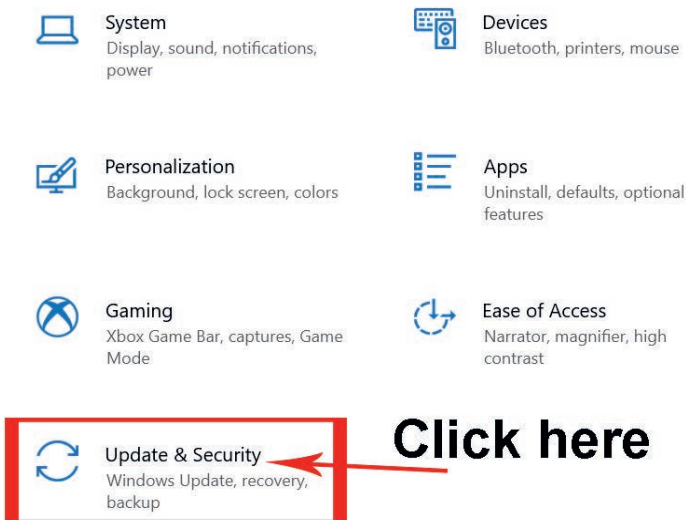 System
Display, sound, notifications,
power
Devices
Bluetooth, printers, mouse
Personalization
Background, lock screen, colors
Apps
Uninstall, defaults, optional
features
Gaming
Xbox Game Bar, captures, Game
Mode
Ease of Access
Narrator, magnifier, high
contrast
Update & Security
Windows Update, recovery,
backup
Click here